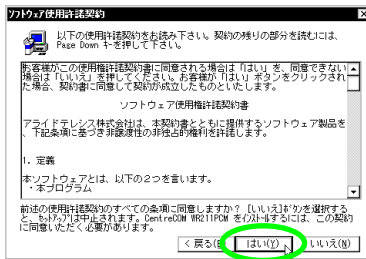 ソフトウェア使用許諾契約
以下の使用許諾契約をお読み下さい。契約の残りの部分を読むには、
Page Down キーを押して下さい。
お客様がこの使用権許諾契約書に同意される場合は「はい」を、同意できない
場合は「いいえ」を押してください。お客様が「はい」ボタンをクリックされ
た場合、契約書に同意して契約が成立したものといたします。
ソフトウェア使用権許諾契約書
アライドテレシス株式会社は、本契約書とともに提供するソフトウェア製品を
、下記条項に基づき非譲渡性の非独占的権利を許諾します。
1. 定義
本ソフトウェアとは、以下の2つを言います。
・本プログラム
前述の使用許諾契約のすべての条項に同意しますか？ [いいえ]ボタンを選択する
と、セットアップは中止されます。CentreCOM WR211PCM をインストールするには、この契約
に同意いただく必要があります。
< 戻る(B) はい(Y) いいえ(N)